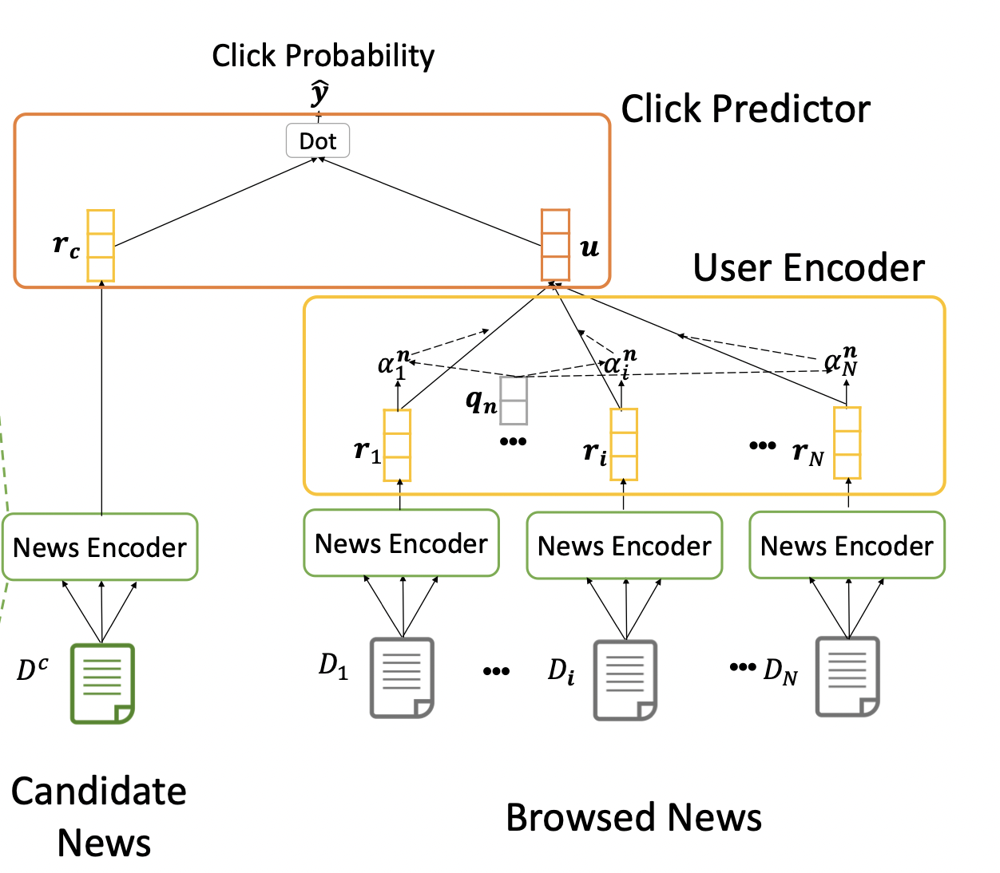 Click Probability
ŷ
Click Predictor
Dot
r_c
u
User Encoder
α_1^n
α_i^n
α_N^n
q_n
r_1
•••
r_i
•••
r_N
News Encoder
News Encoder
News Encoder
News Encoder
D^c
D_1
•••
D_i
•••
D_N
Candidate
News
Browsed News